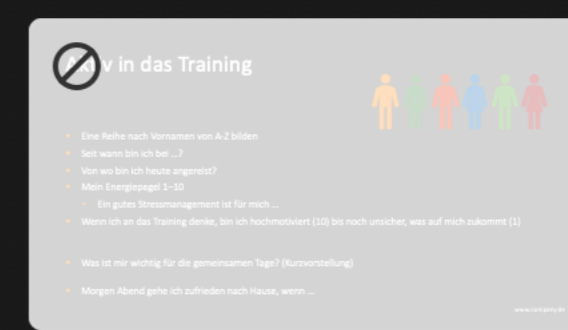 Aktiv in das Training
Eine Reihe nach Vornamen von A-Z bilden
Seit wann bin ich bei ...?
Von wo bin ich heute angereist?
Mein Energiepegel 1–10
Ein gutes Stressmanagement ist für mich ...
Wenn ich an das Training denke, bin ich hochmotiviert (10) bis noch unsicher, was auf mich zukommt (1)
Was ist mir wichtig für die gemeinsamen Tage? (Kurzvorstellung)
Morgen Abend gehe ich zufrieden nach Hause, wenn ...